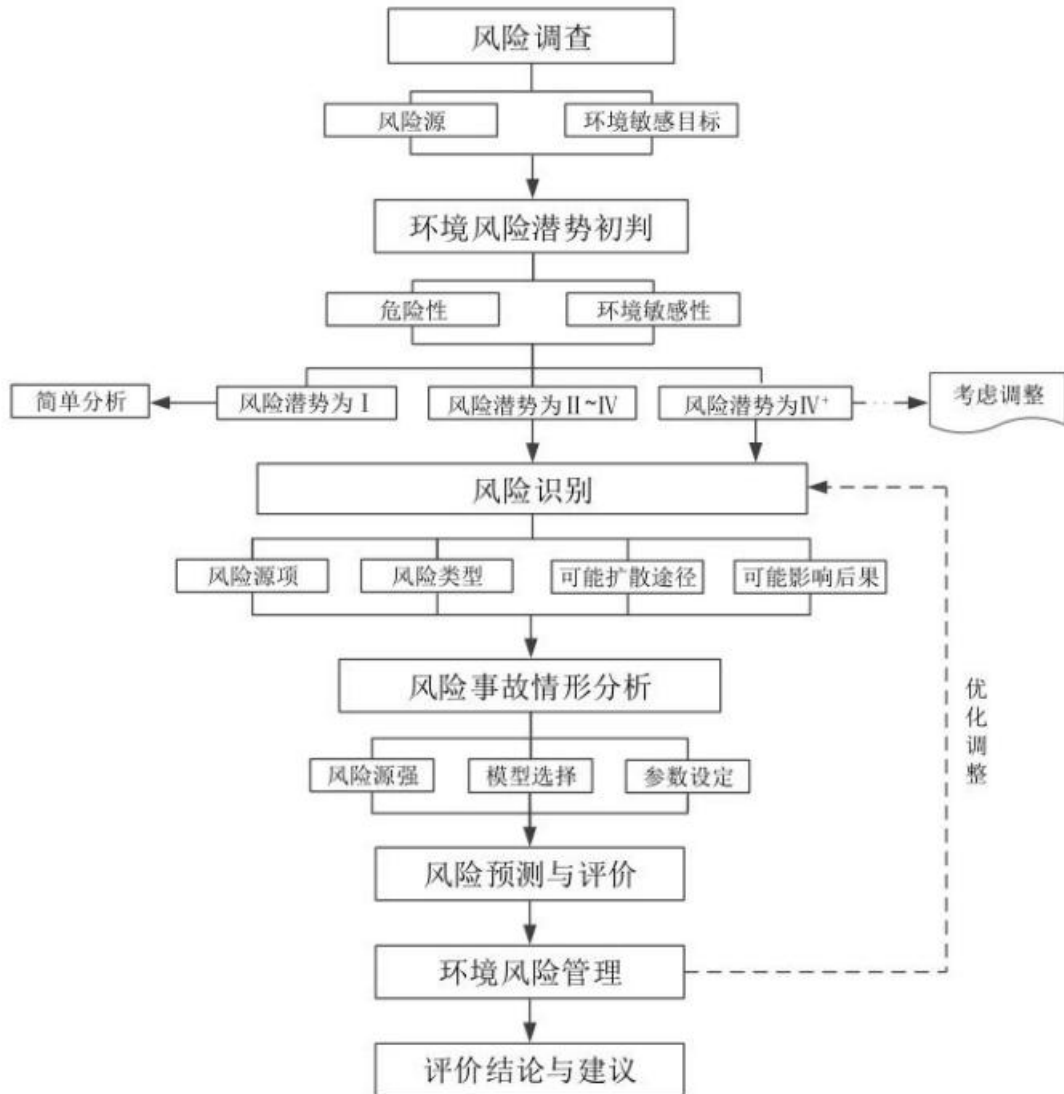 风险调查
风险源
环境敏感目标
环境风险潜势初判
危险性
环境敏感性
简单分析
风险潜势为Ⅰ
风险潜势为Ⅱ~Ⅳ
风险潜势为Ⅳ⁺
考虑调整
风险识别
风险源项
风险类型
可能扩散途径
可能影响后果
风险事故情形分析
风险源强
模型选择
参数设定
优化调整
风险预测与评价
环境风险管理
评价结论与建议